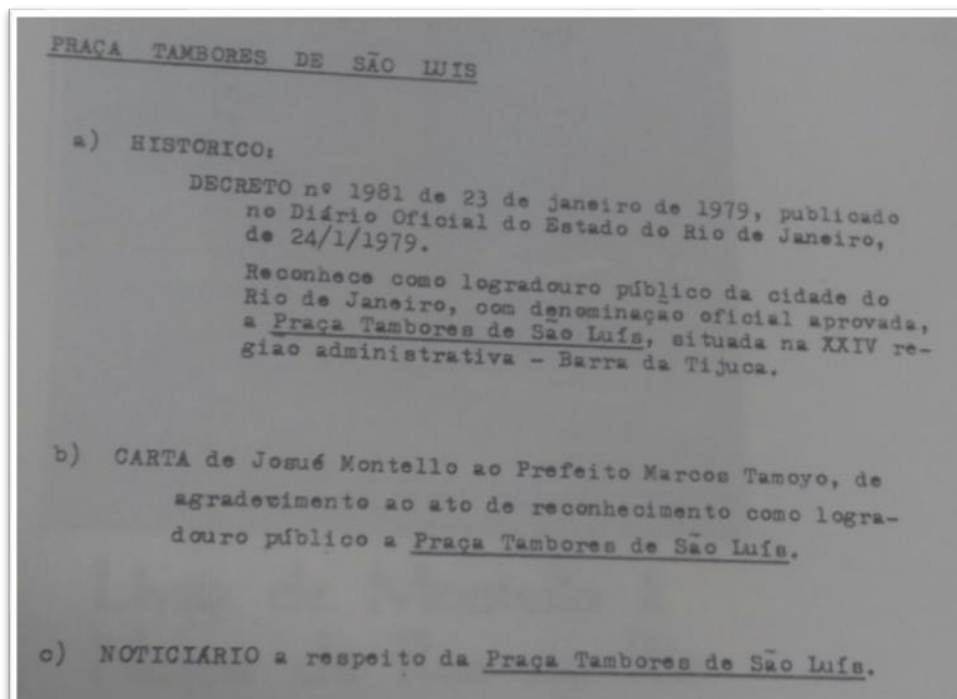 PRAÇA TAMBORES DE SÃO LUIS
a) HISTORICO:
DECRETO nº 1981 de 23 de janeiro de 1979, publicado
no Diário Oficial do Estado do Rio de Janeiro,
de 24/1/1979.
Reconhece como logradouro público da cidade do
Rio de Janeiro, com denominação oficial aprovada,
a Praça Tambores de São Luís, situada na XXIV re-
gião administrativa - Barra da Tijuca.
b) CARTA de Josué Montello ao Prefeito Marcos Tamoyo, de
agradecimento ao ato de reconhecimento como logra-
douro público a Praça Tambores de São Luís.
c) NOTICIÁRIO a respeito da Praça Tambores de São Luís.